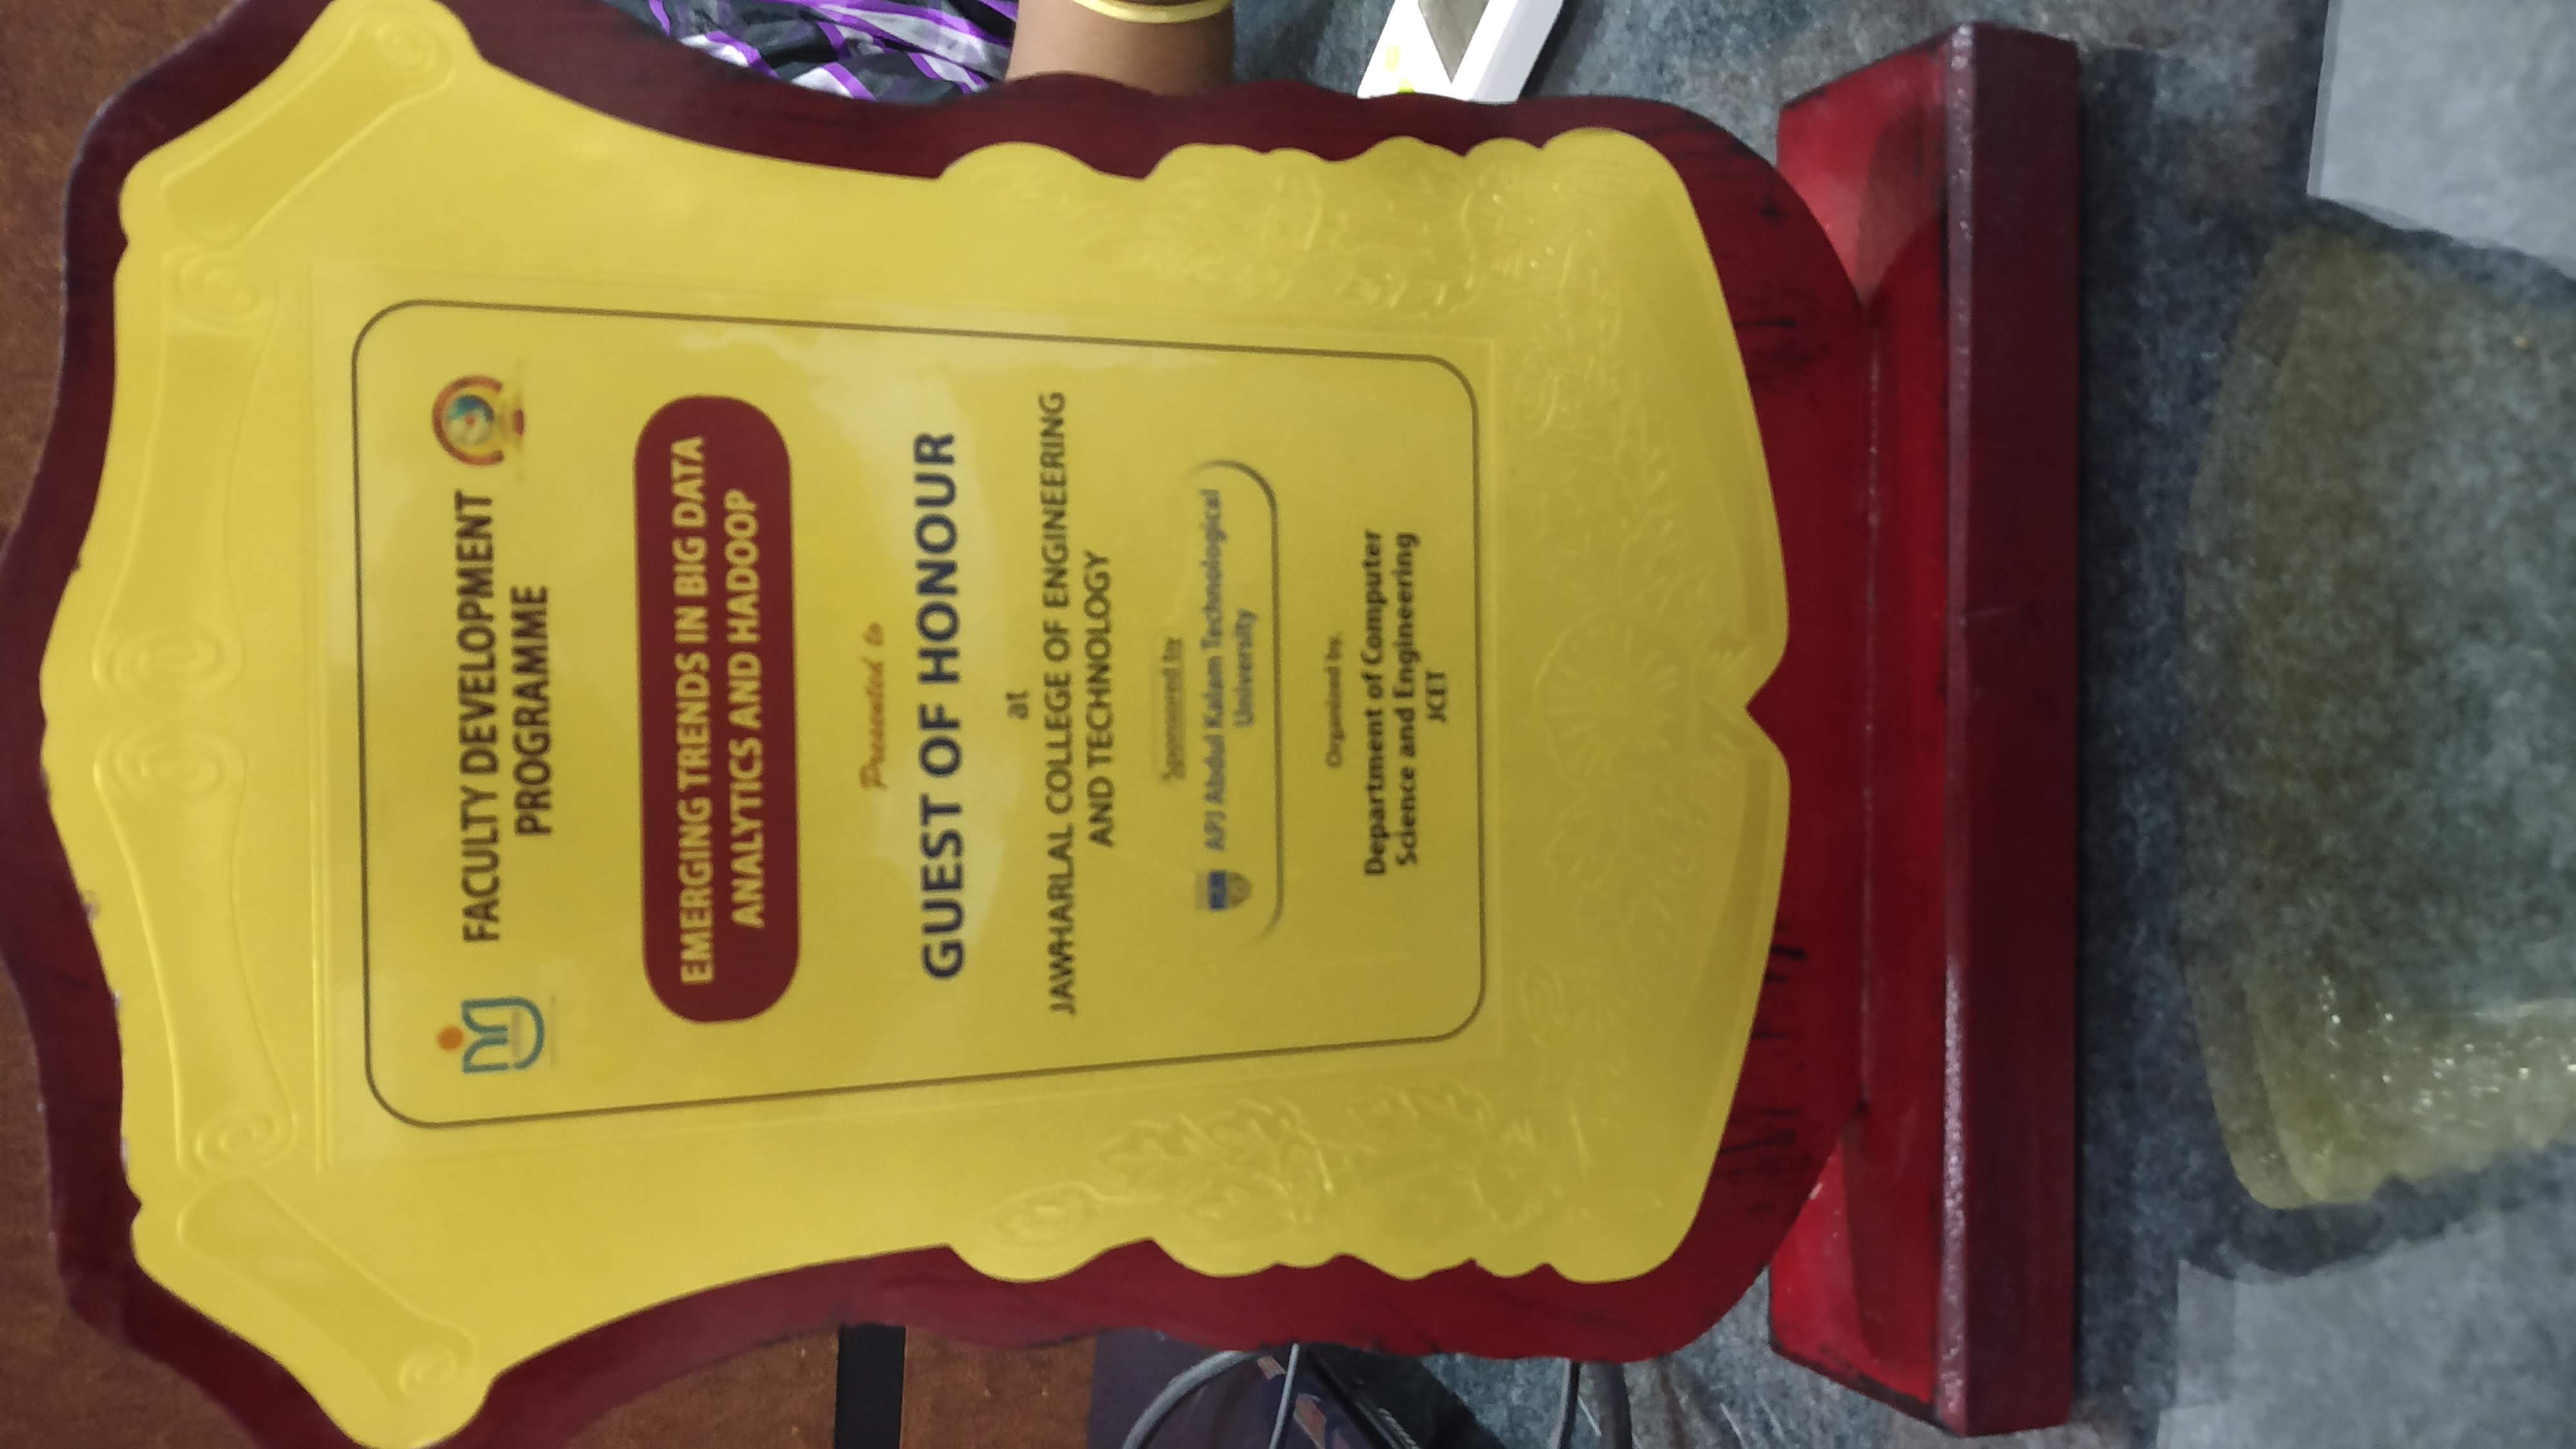 FACULTY DEVELOPMENT
PROGRAMME
EMERGING TRENDS IN BIG DATA
ANALYTICS AND HADOOP
Presented to
GUEST OF HONOUR
at
JAWHARLAL COLLEGE OF ENGINEERING
AND TECHNOLOGY
Sponsored by
APJ Abdul Kalam Technological
University
Organized by.
Department of Computer
Science and Engineering
JCET